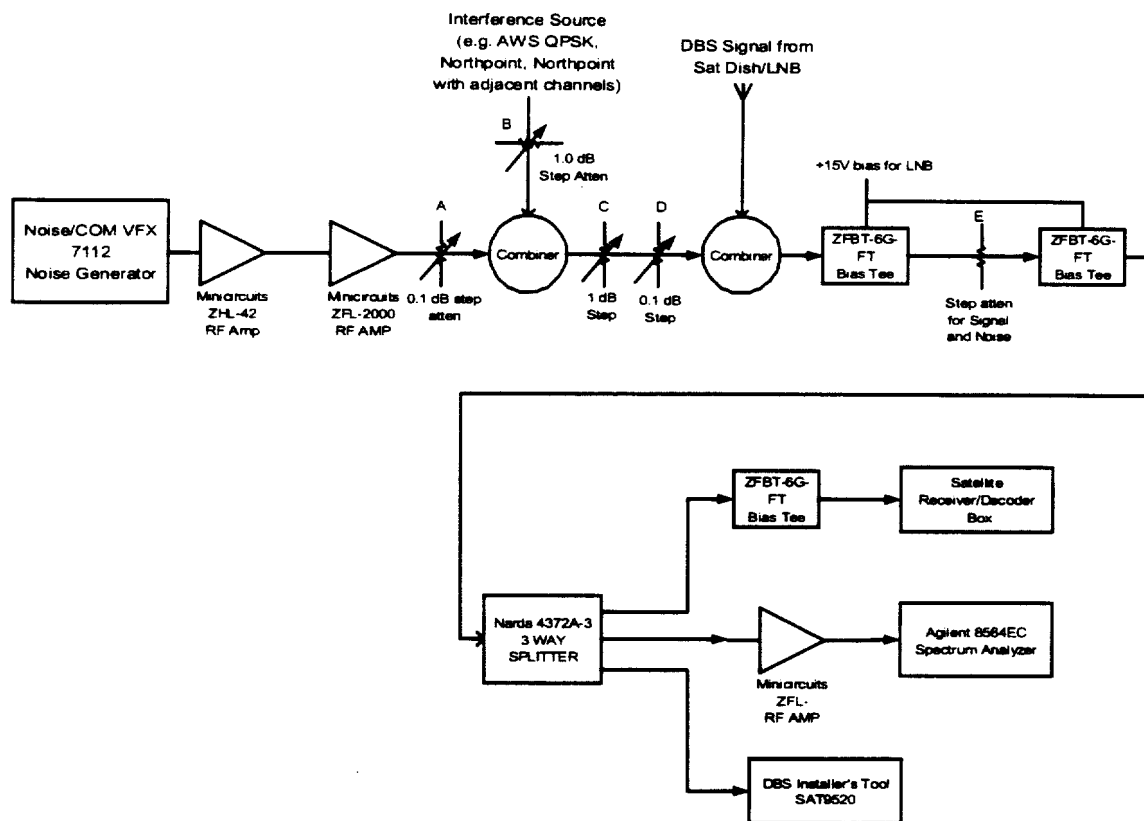 Interference Source
(e.g. AWS QPSK,
Northpoint, Northpoint
with adjacent channels)
DBS Signal from
Sat Dish/LNB
B
1.0 dB
Step Atten
+15V bias for LNB
Noise/COM VFX
7112
Noise Generator
A
C
D
E
Combiner
Combiner
ZFBT-6G-
FT
Bias Tee
ZFBT-6G-
FT
Bias Tee
Minicircuits
ZHL-42
RF Amp
Minicircuits
ZFL-2000
RF AMP
0.1 dB step
atten
1 dB
Step
0.1 dB
Step
Step atten
for Signal
and Noise
ZFBT-6G-
FT
Bias Tee
Satellite
Receiver/Decoder
Box
Narda 4372A-3
3 WAY
SPLITTER
Agilent 8564EC
Spectrum Analyzer
Minicircuits
ZFL-
RF AMP
DBS Installer's Tool
SAT9520